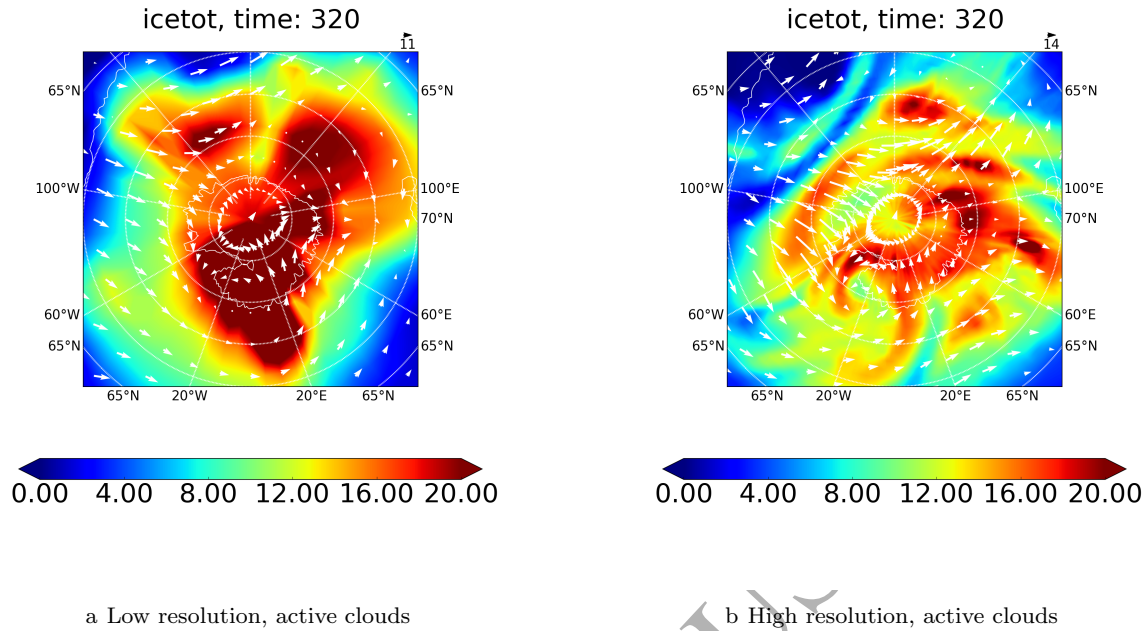 icetot, time: 320
11
65°N 65°N
100°W 100°E
70°N
60°W 60°E
65°N 65°N
65°N 20°W 20°E 65°N
0.00 4.00 8.00 12.00 16.00 20.00
a Low resolution, active clouds
icetot, time: 320
14
65°N 65°N
100°W 100°E
70°N
60°W 60°E
65°N 65°N
65°N 20°W 20°E 65°N
0.00 4.00 8.00 12.00 16.00 20.00
b High resolution, active clouds